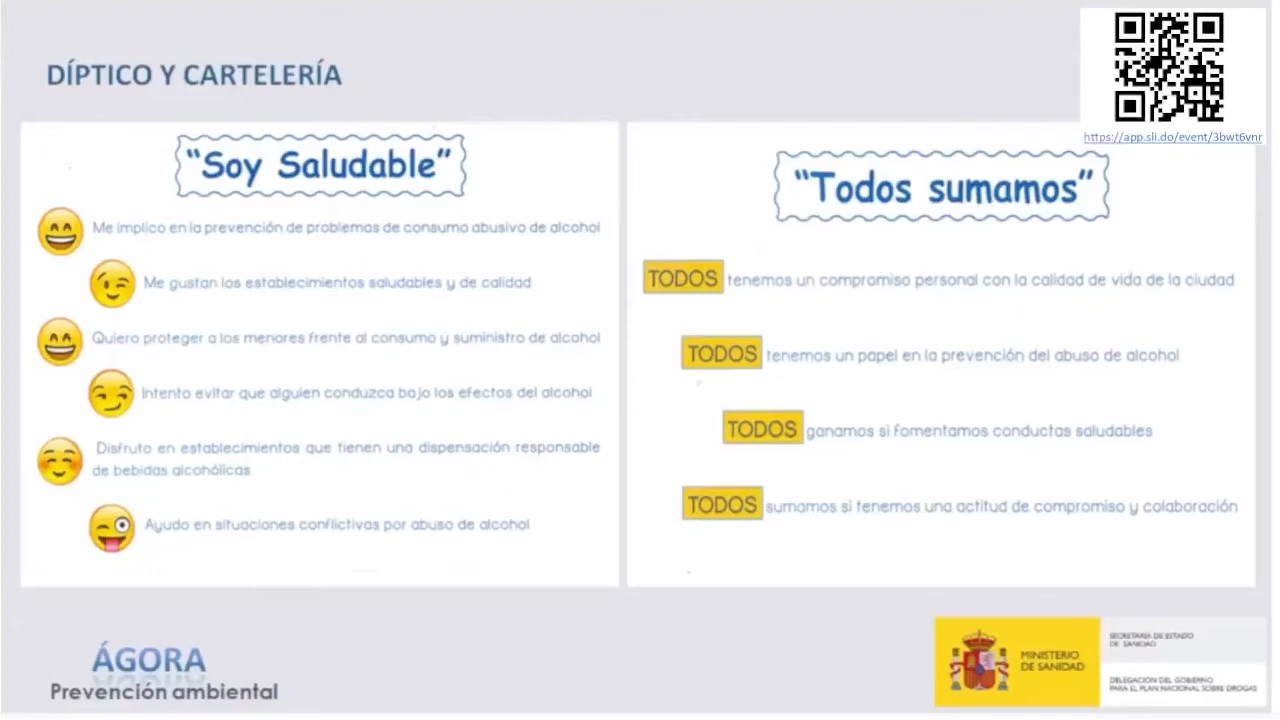 DÍPTICO Y CARTELERÍA
https://app.sli.do/event/3bwt6vnr
“Soy Saludable”
Me implico en la prevención de problemas de consumo abusivo de alcohol
Me gustan los establecimientos saludables y de calidad
Quiero proteger a los menores frente al consumo y suministro de alcohol
Intento evitar que alguien conduzca bajo los efectos del alcohol
Disfruto en establecimientos que tienen una dispensación responsable
de bebidas alcohólicas
Ayudo en situaciones conflictivas por abuso de alcohol
“Todos sumamos”
TODOS tenemos un compromiso personal con la calidad de vida de la ciudad
TODOS tenemos un papel en la prevención del abuso de alcohol
TODOS ganamos si fomentamos conductas saludables
TODOS sumamos si tenemos una actitud de compromiso y colaboración
ÁGORA
Prevención ambiental
MINISTERIO
DE SANIDAD
SECRETARÍA DE ESTADO
DE SANIDAD
DELEGACIÓN DEL GOBIERNO
PARA EL PLAN NACIONAL SOBRE DROGAS